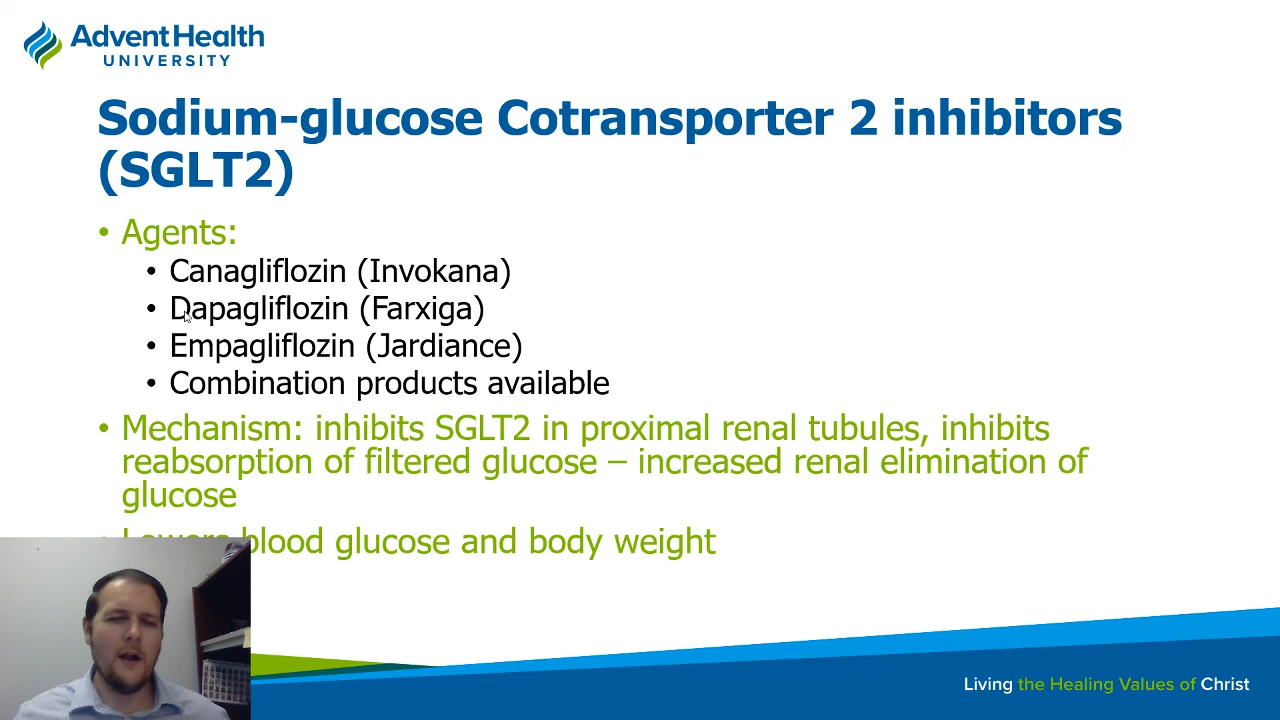 AdventHealth
UNIVERSITY
Sodium-glucose Cotransporter 2 inhibitors
(SGLT2)
• Agents:
• Canagliflozin (Invokana)
• Dapagliflozin (Farxiga)
• Empagliflozin (Jardiance)
• Combination products available
• Mechanism: inhibits SGLT2 in proximal renal tubules, inhibits
reabsorption of filtered glucose – increased renal elimination of
glucose
• Lowers blood glucose and body weight
Living the Healing Values of Christ